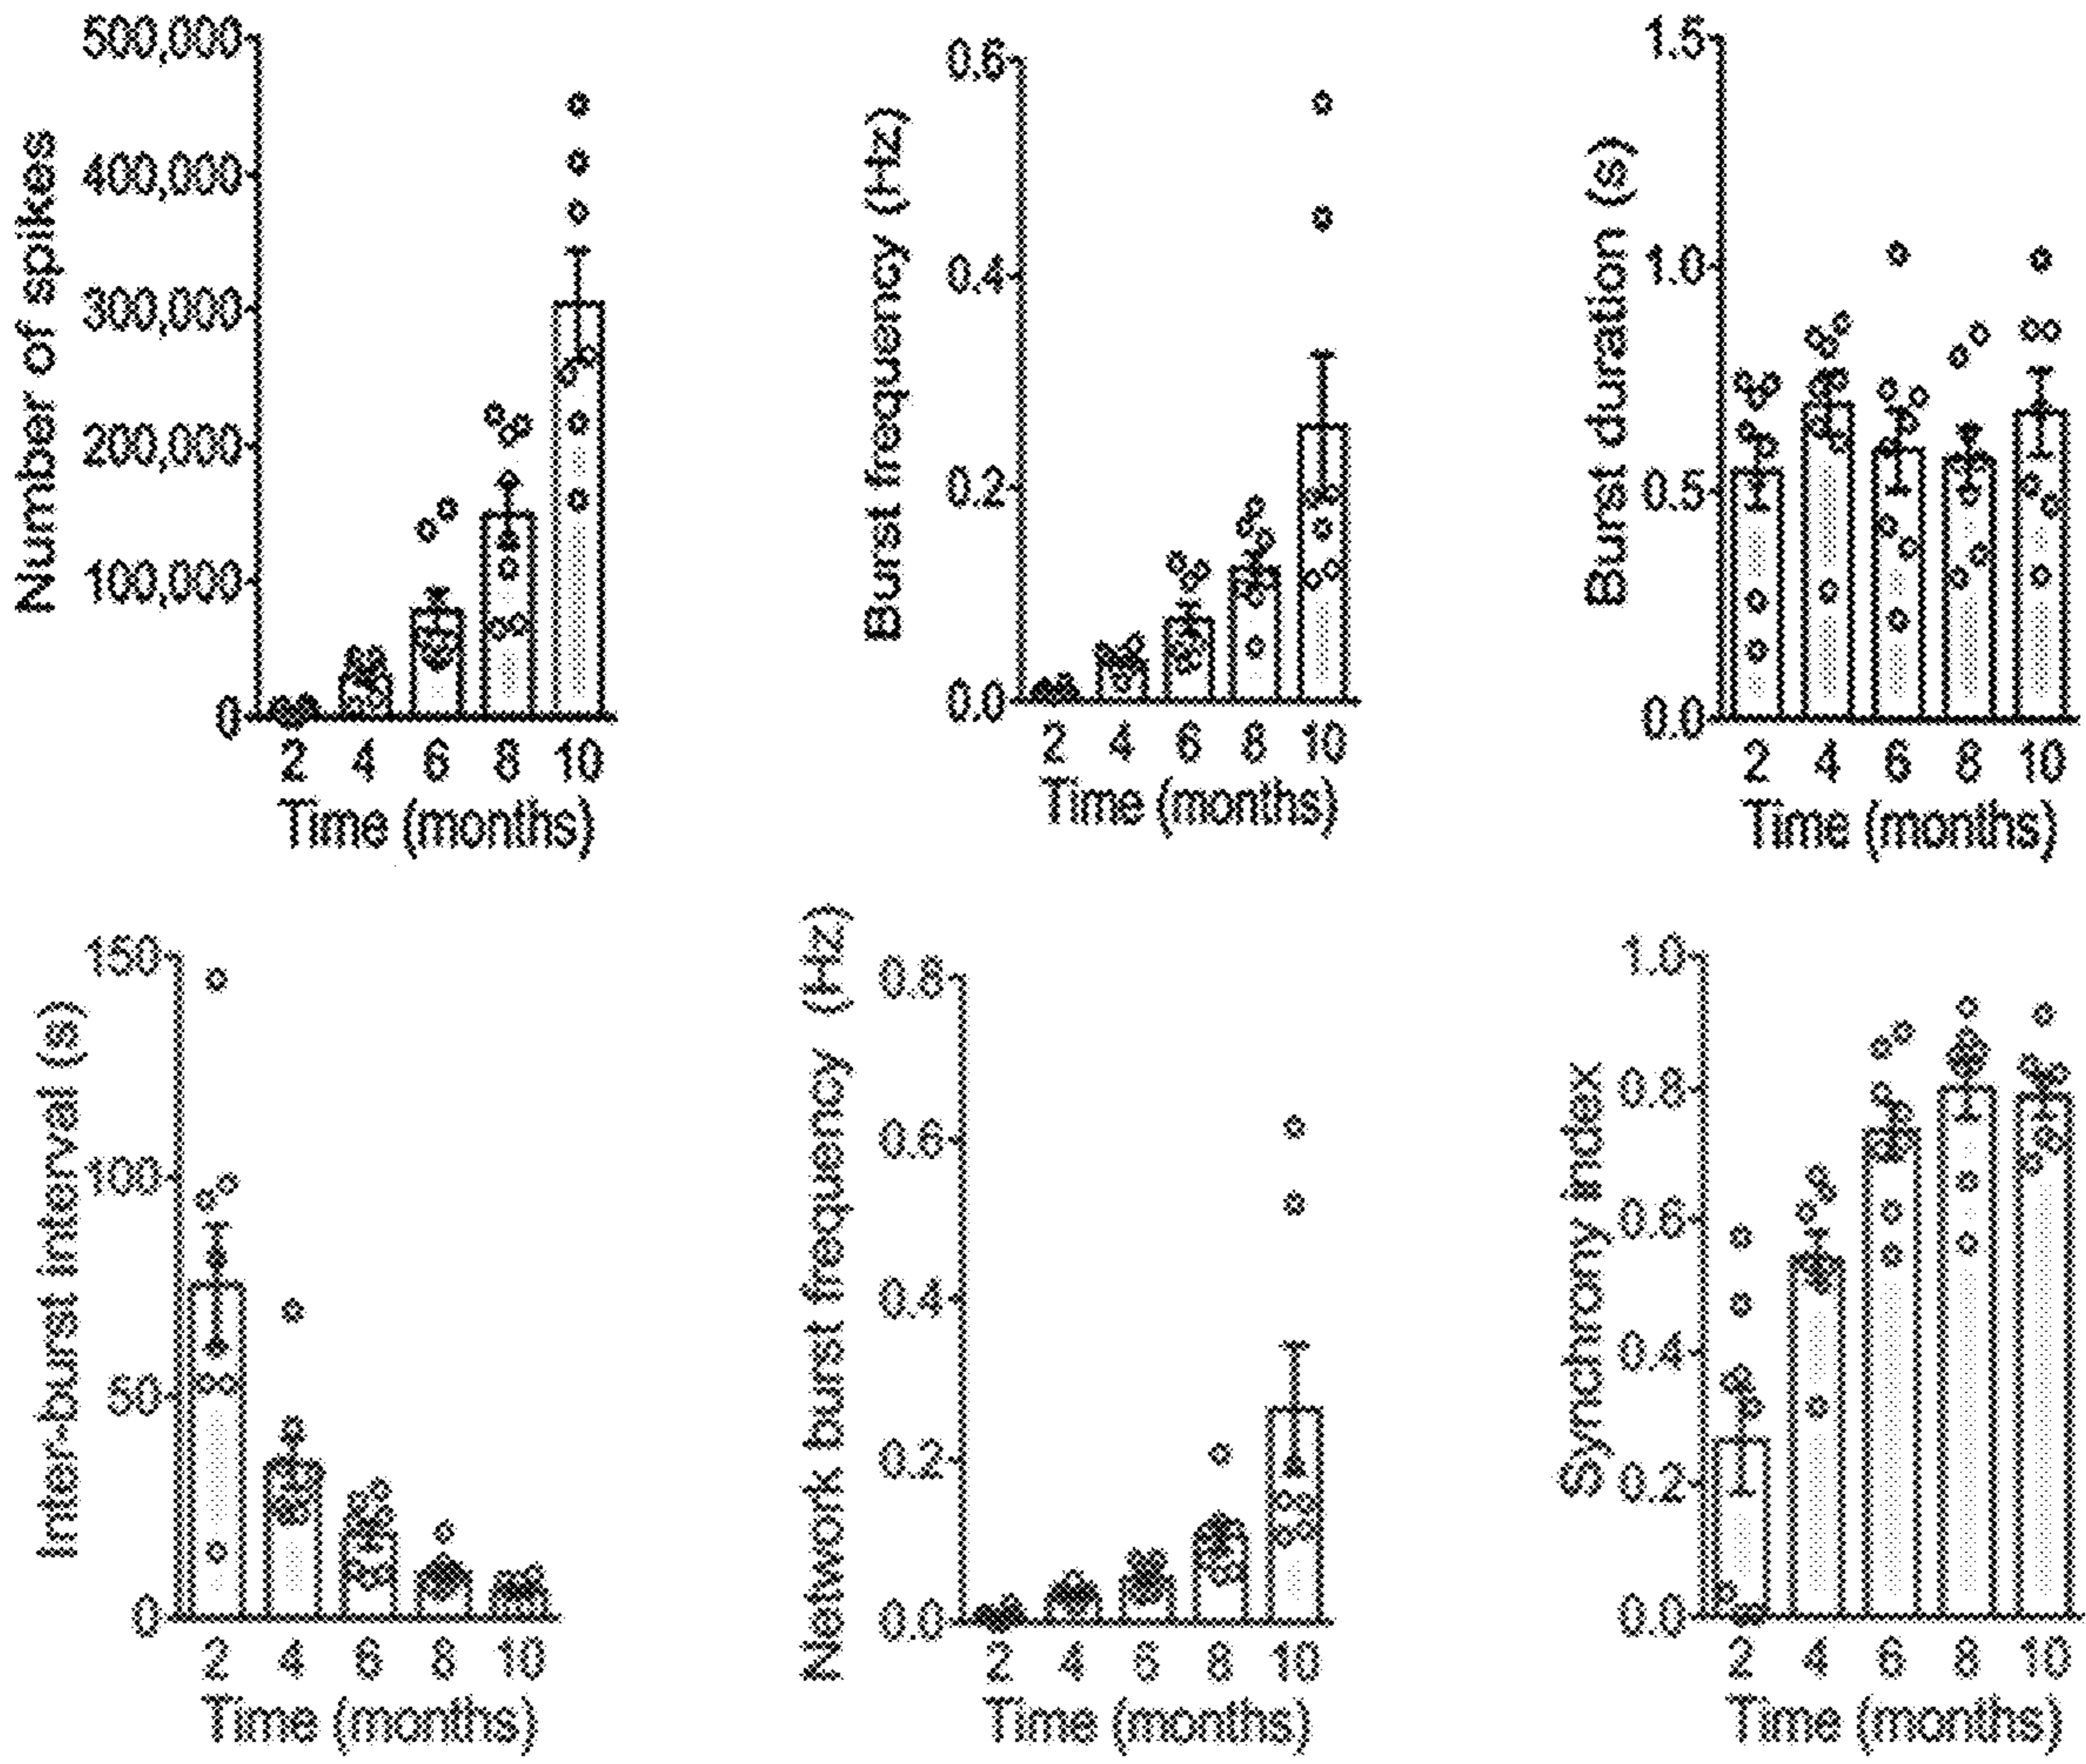 Number of spikes
500,000
400,000
300,000
200,000
100,000
0
2 4 6 8 10
Time (months)
Burst frequency (Hz)
0.6
0.4
0.2
0.0
2 4 6 8 10
Time (months)
Burst duration (s)
1.5
1.0
0.5
0.0
2 4 6 8 10
Time (months)
Inter-burst interval (s)
150
100
50
0
2 4 6 8 10
Time (months)
Network burst frequency (Hz)
0.8
0.6
0.4
0.2
0.0
2 4 6 8 10
Time (months)
Synchrony index
1.0
0.8
0.6
0.4
0.2
0.0
2 4 6 8 10
Time (months)